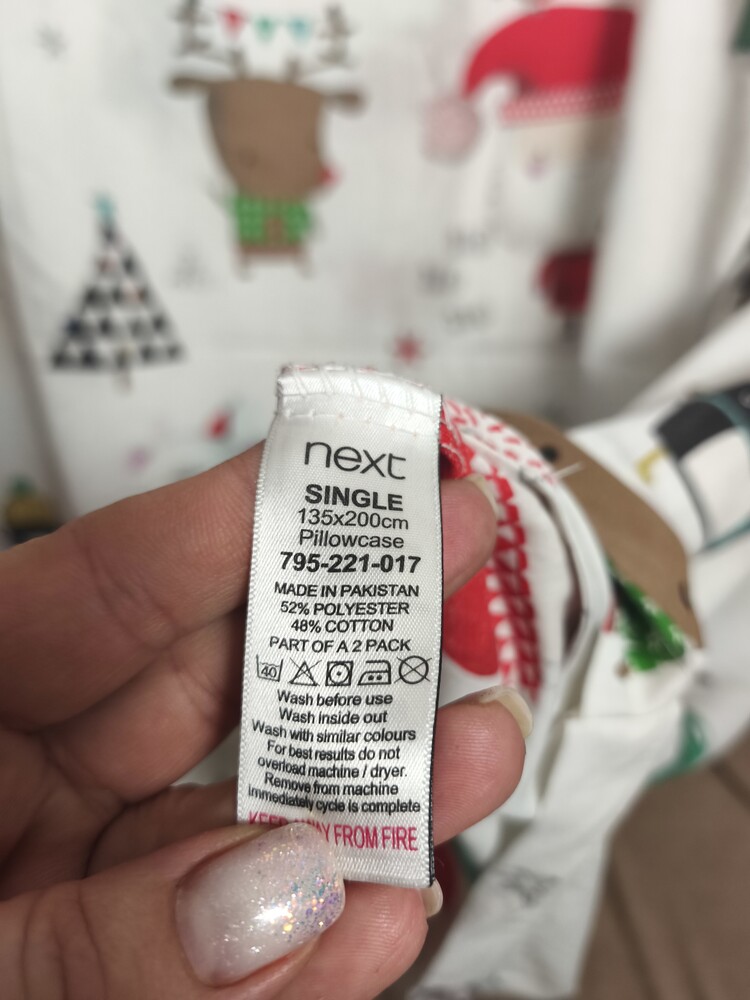 next
SINGLE
135x200cm
Pillowcase
795-221-017
MADE IN PAKISTAN
52% POLYESTER
48% COTTON
PART OF A 2 PACK
40
Wash before use
Wash inside out
Wash with similar colours
For best results do not
overload machine / dryer.
Remove from machine
immediately cycle is complete
KEEP AWAY FROM FIRE